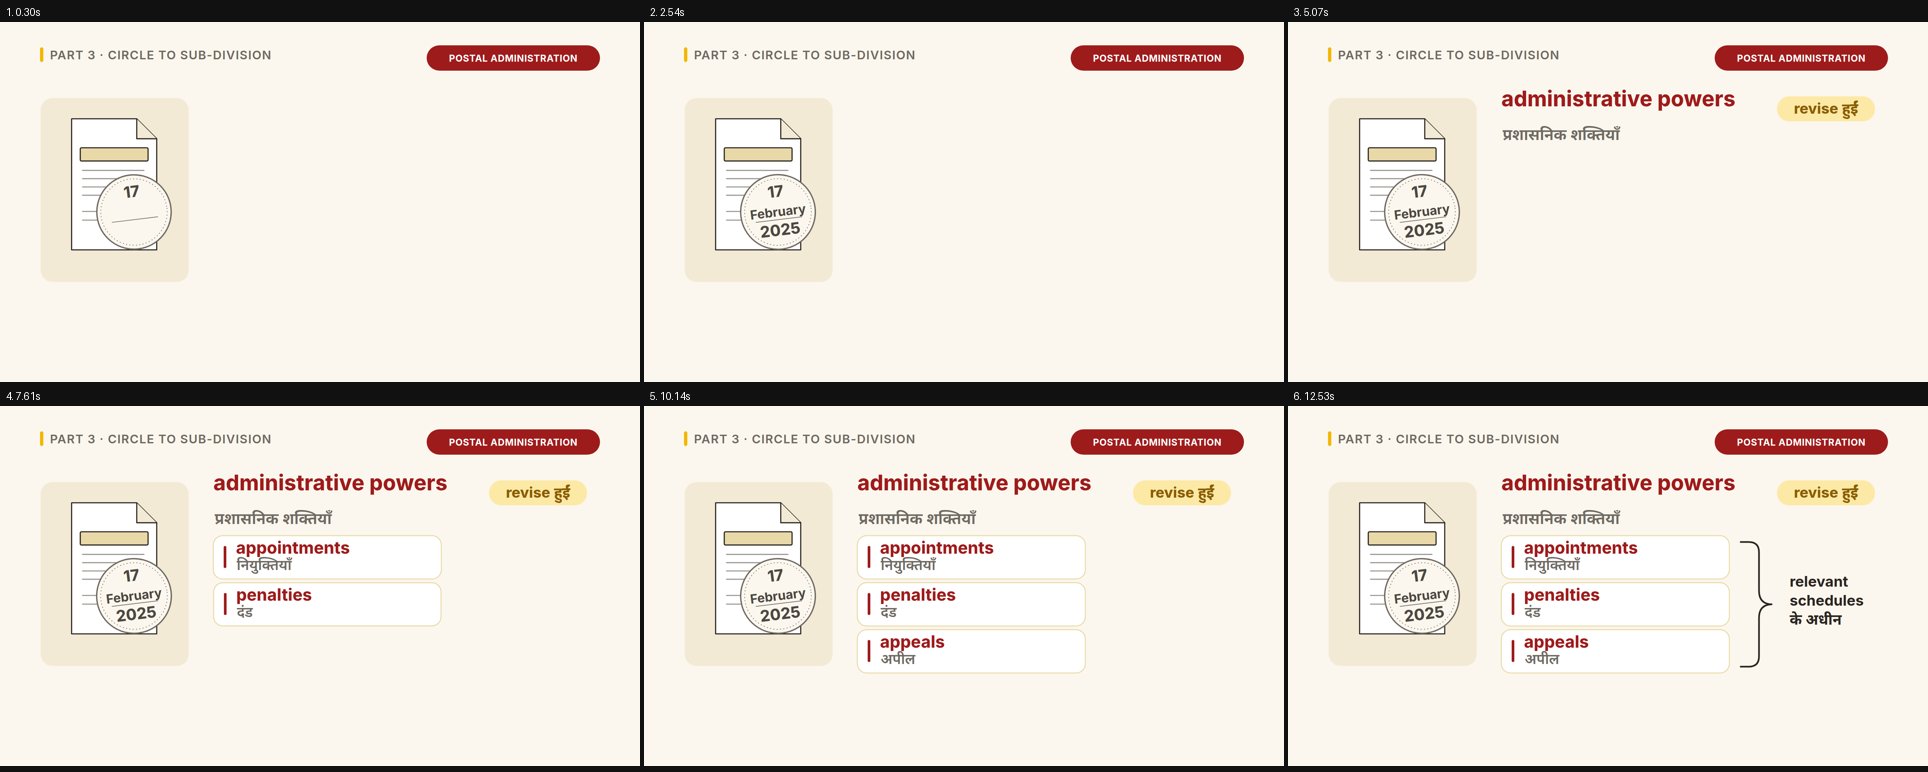 1. 0.30s
PART 3 · CIRCLE TO SUB-DIVISION
POSTAL ADMINISTRATION
17
2. 2.54s
PART 3 · CIRCLE TO SUB-DIVISION
POSTAL ADMINISTRATION
17
February
2025
3. 5.07s
PART 3 · CIRCLE TO SUB-DIVISION
POSTAL ADMINISTRATION
administrative powers
revise हुईं
प्रशासनिक शक्तियाँ
17
February
2025
4. 7.61s
PART 3 · CIRCLE TO SUB-DIVISION
POSTAL ADMINISTRATION
administrative powers
revise हुईं
प्रशासनिक शक्तियाँ
appointments
नियुक्तियाँ
penalties
दंड
17
February
2025
5. 10.14s
PART 3 · CIRCLE TO SUB-DIVISION
POSTAL ADMINISTRATION
administrative powers
revise हुईं
प्रशासनिक शक्तियाँ
appointments
नियुक्तियाँ
penalties
दंड
appeals
अपील
17
February
2025
6. 12.53s
PART 3 · CIRCLE TO SUB-DIVISION
POSTAL ADMINISTRATION
administrative powers
revise हुईं
प्रशासनिक शक्तियाँ
appointments
नियुक्तियाँ
penalties
दंड
appeals
अपील
relevant
schedules
के अधीन
17
February
2025